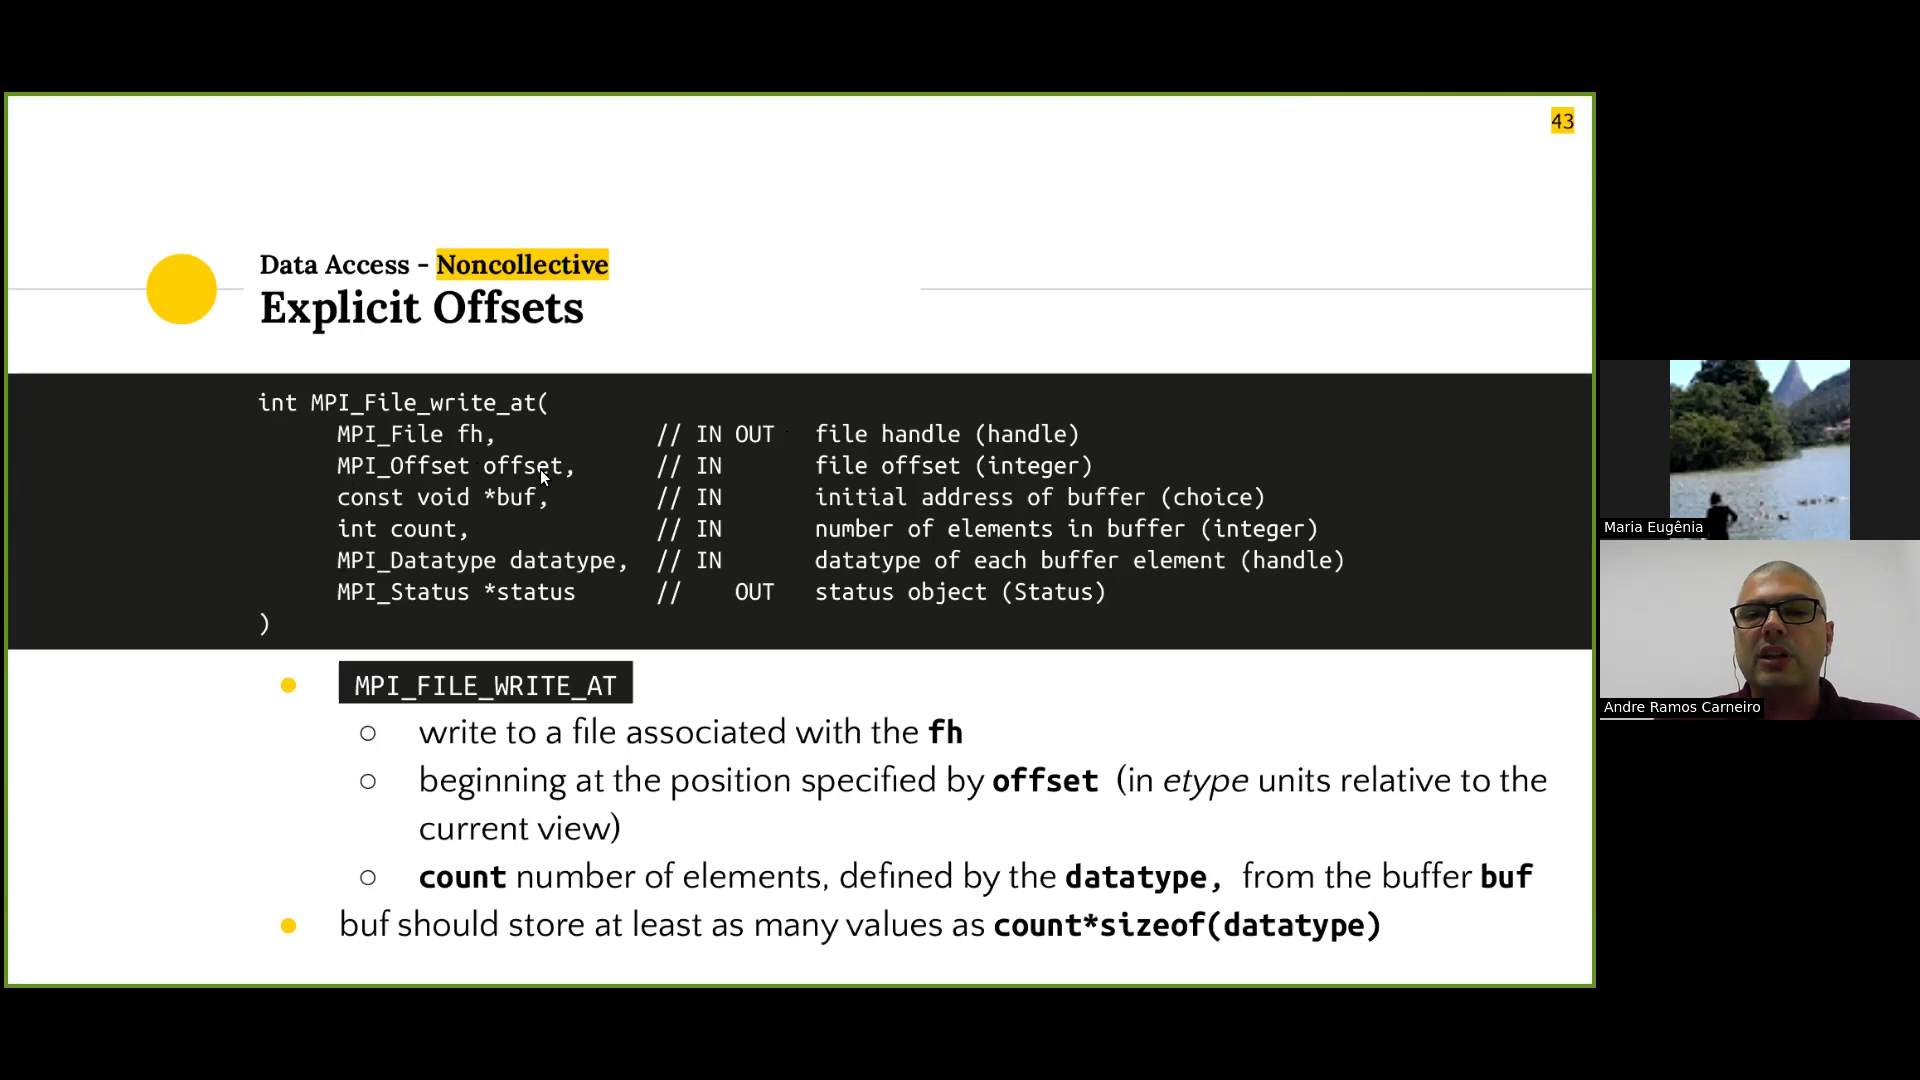 43
Data Access - Noncollective
Explicit Offsets
int MPI_File_write_at(
MPI_File fh, // IN OUT file handle (handle)
MPI_Offset offset, // IN file offset (integer)
const void *buf, // IN initial address of buffer (choice)
int count, // IN number of elements in buffer (integer)
MPI_Datatype datatype, // IN datatype of each buffer element (handle)
MPI_Status *status // OUT status object (Status)
)
● MPI_FILE_WRITE_AT
○ write to a file associated with the fh
○ beginning at the position specified by offset (in etype units relative to the
current view)
○ count number of elements, defined by the datatype, from the buffer buf
● buf should store at least as many values as count*sizeof(datatype)
Maria Eugênia
Andre Ramos Carneiro